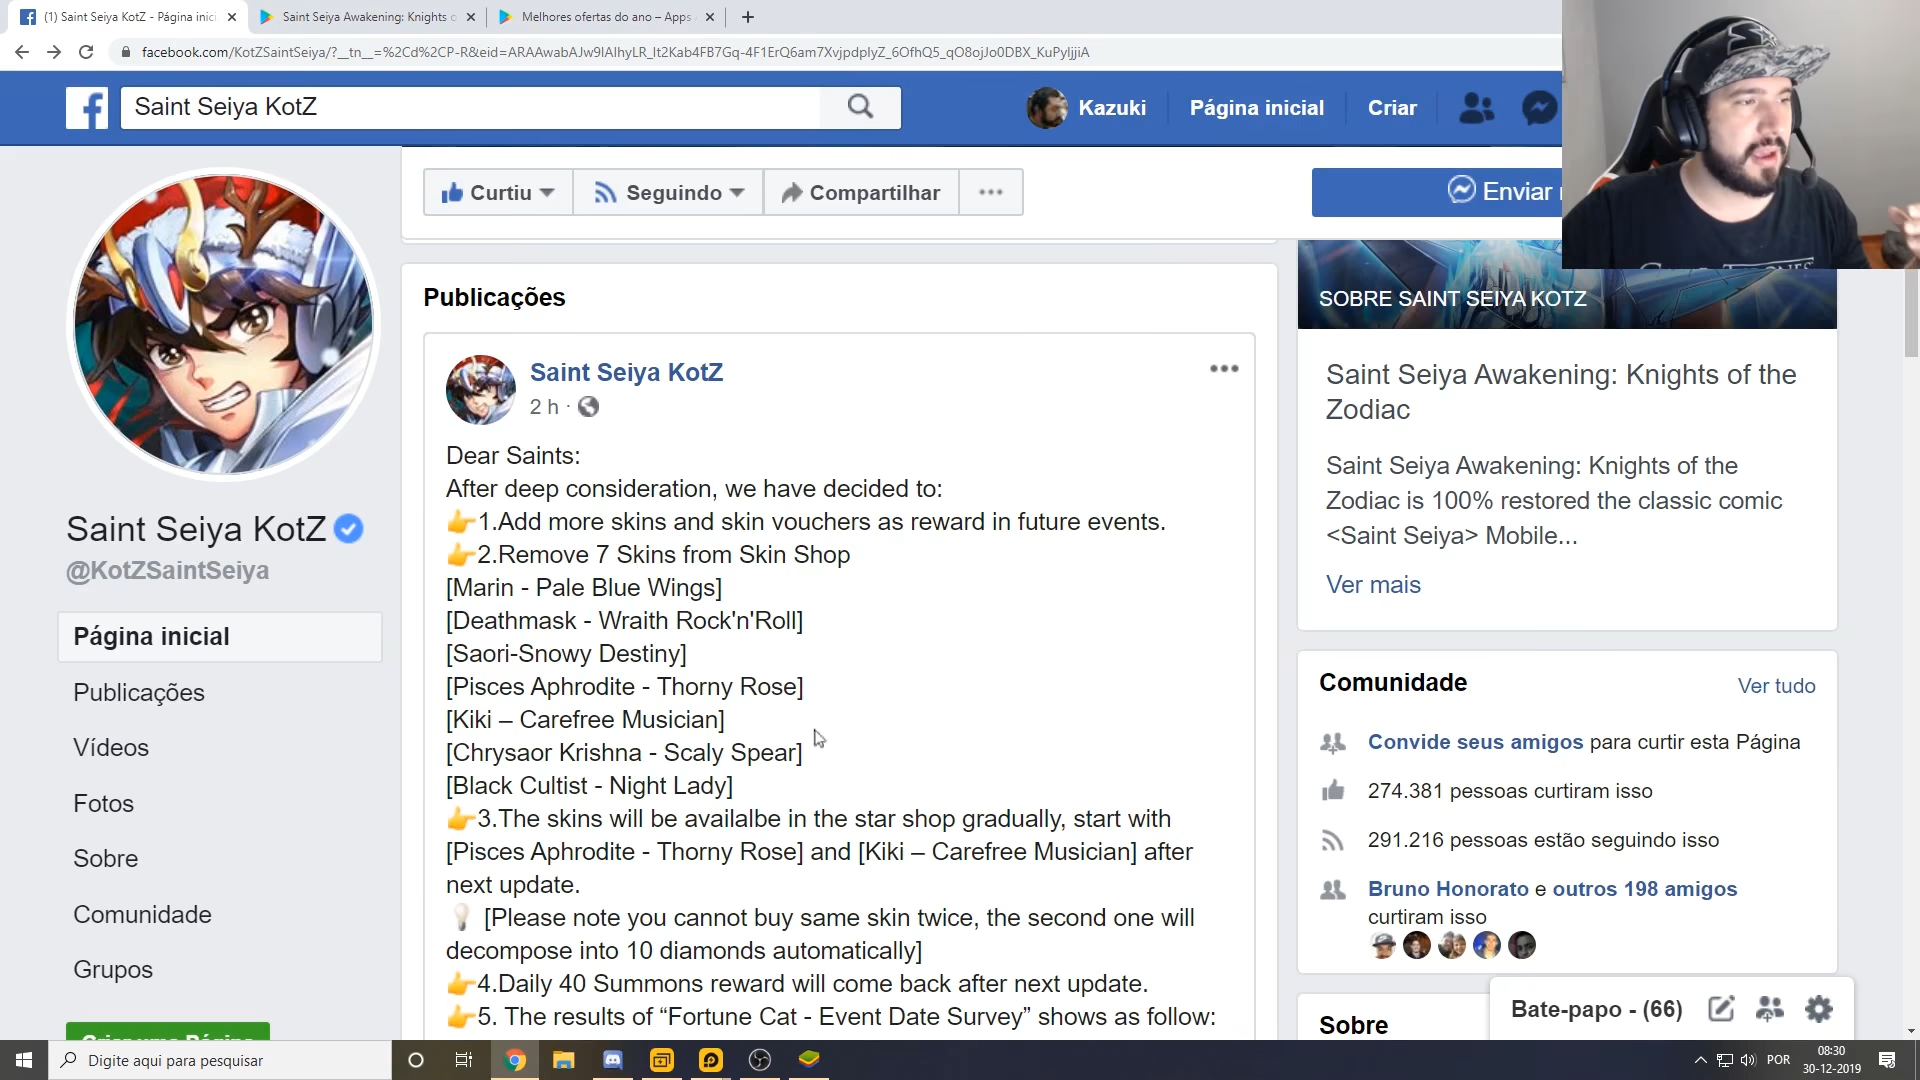 (1) Saint Seiya KotZ - Página inic
Saint Seiya Awakening: Knights o
Melhores ofertas do ano – Apps
facebook.com/KotZSaintSeiya/?__tn__=%2Cd%2CP-R&eid=ARAAwabAJw9IAIhyLR_lt2Kab4FB7Gq-4F1ErQ6am7XvjpdpIyZ_6OfhQ5_qO8ojJo0DBX_KuPyljjiA
Saint Seiya KotZ
Kazuki
Página inicial
Criar
Curtiu
Seguindo
Compartilhar
Enviar
Saint Seiya KotZ
@KotZSaintSeiya
Página inicial
Publicações
Vídeos
Fotos
Sobre
Comunidade
Grupos
Criar uma Página
Publicações
Saint Seiya KotZ
2 h ·
Dear Saints:
After deep consideration, we have decided to:
👉1.Add more skins and skin vouchers as reward in future events.
👉2.Remove 7 Skins from Skin Shop
[Marin - Pale Blue Wings]
[Deathmask - Wraith Rock'n'Roll]
[Saori-Snowy Destiny]
[Pisces Aphrodite - Thorny Rose]
[Kiki – Carefree Musician]
[Chrysaor Krishna - Scaly Spear]
[Black Cultist - Night Lady]
👉3.The skins will be availalbe in the star shop gradually, start with
[Pisces Aphrodite - Thorny Rose] and [Kiki – Carefree Musician] after
next update.
💡 [Please note you cannot buy same skin twice, the second one will
decompose into 10 diamonds automatically]
👉4.Daily 40 Summons reward will come back after next update.
👉5. The results of “Fortune Cat - Event Date Survey” shows as follow:
SOBRE SAINT SEIYA KOTZ
Saint Seiya Awakening: Knights of the
Zodiac
Saint Seiya Awakening: Knights of the
Zodiac is 100% restored the classic comic
<Saint Seiya> Mobile...
Ver mais
Comunidade
Ver tudo
Convide seus amigos para curtir esta Página
274.381 pessoas curtiram isso
291.216 pessoas estão seguindo isso
Bruno Honorato e outros 198 amigos
curtiram isso
Sobre
Bate-papo - (66)
Digite aqui para pesquisar
POR
08:30
30-12-2019